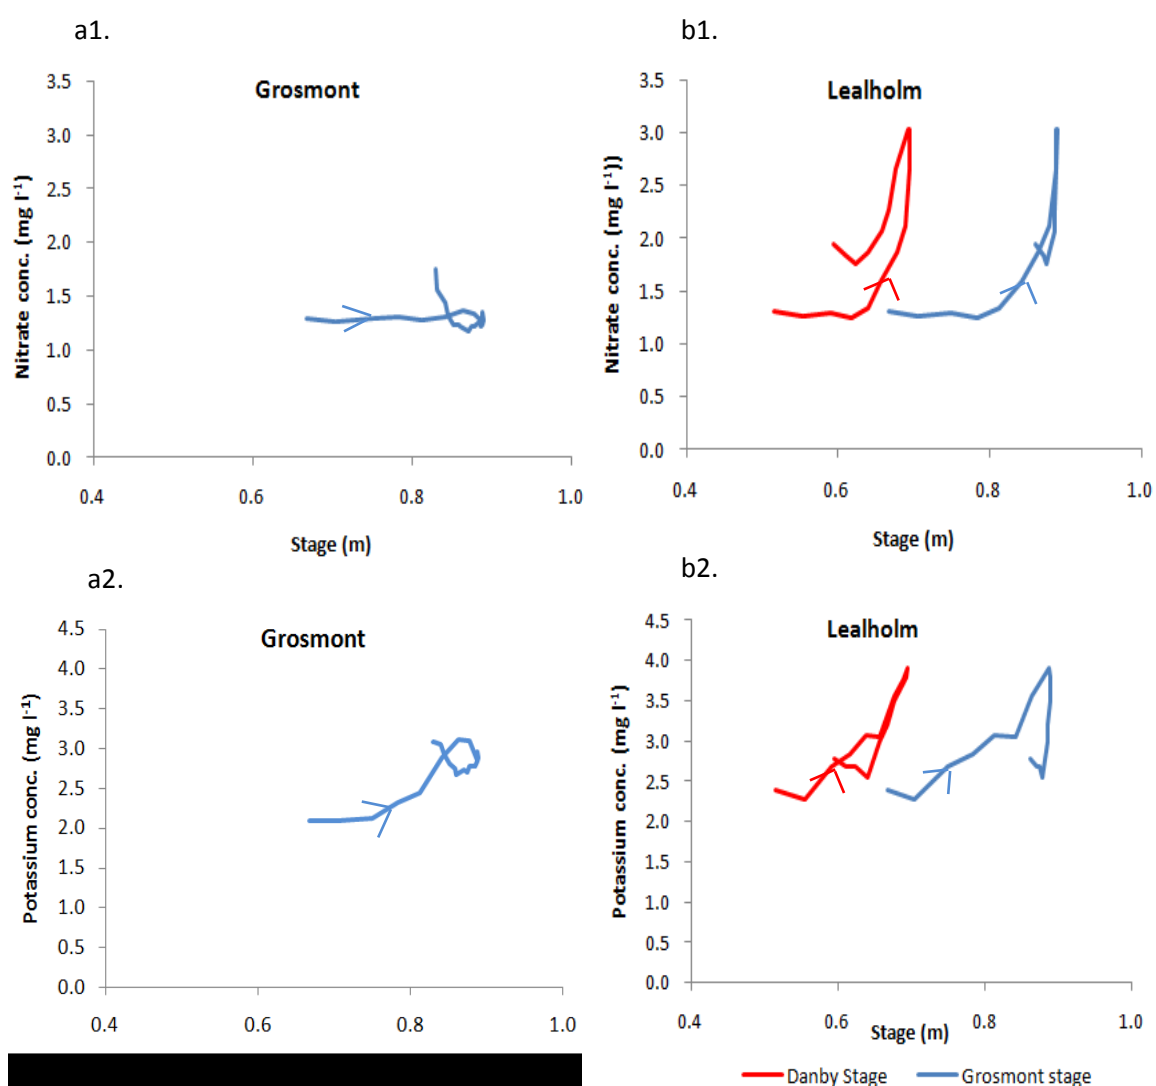 a1.
Grosmont
Nitrate conc. (mg l-1)
3.5
3.0
2.5
2.0
1.5
1.0
0.5
0.0
0.4 0.6 0.8 1.0
Stage (m)
b1.
Lealholm
Nitrate conc. (mg l-1))
3.5
3.0
2.5
2.0
1.5
1.0
0.5
0.0
0.4 0.6 0.8 1.0
Stage (m)
a2.
Grosmont
Potassium conc. (mg l-1)
4.5
4.0
3.5
3.0
2.5
2.0
1.5
1.0
0.5
0.0
0.4 0.6 0.8 1.0
b2.
Lealholm
Potassium conc. (mg l-1)
4.5
4.0
3.5
3.0
2.5
2.0
1.5
1.0
0.5
0.0
0.4 0.6 0.8 1.0
Stage (m)
Danby Stage Grosmont stage